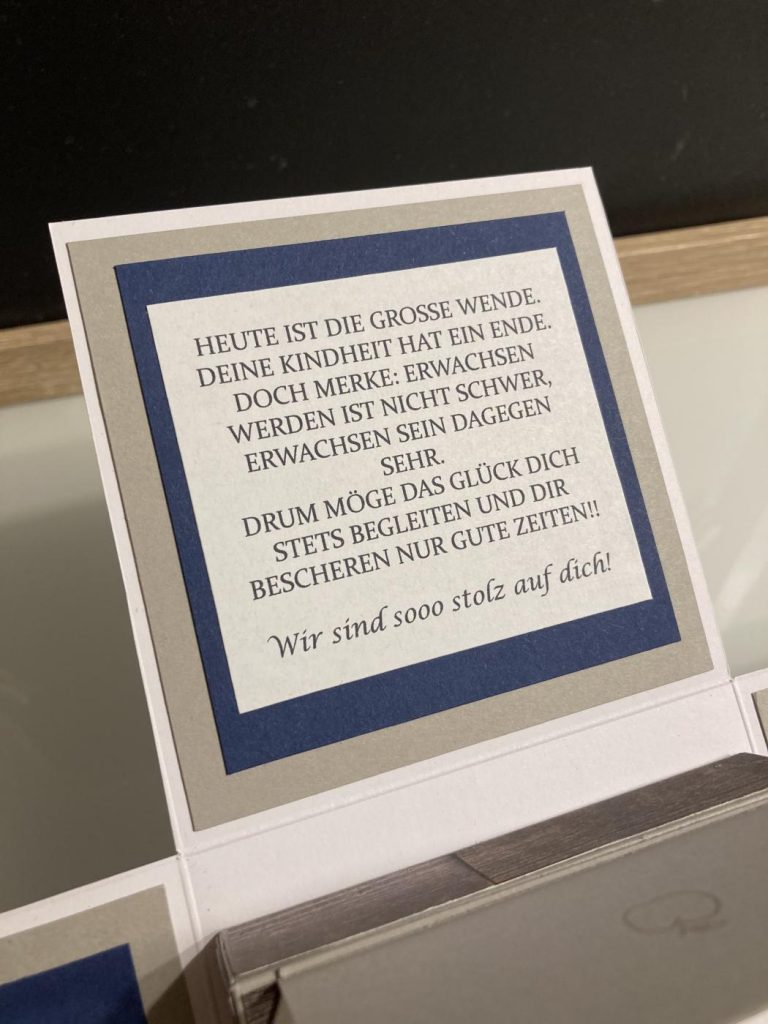 HEUTE IST DIE GROSSE WENDE.
DEINE KINDHEIT HAT EIN ENDE.
DOCH MERKE: ERWACHSEN
WERDEN IST NICHT SCHWER,
ERWACHSEN SEIN DAGEGEN
SEHR.
DRUM MÖGE DAS GLÜCK DICH
STETS BEGLEITEN UND DIR
BESCHEREN NUR GUTE ZEITEN!!
Wir sind sooo stolz auf dich!